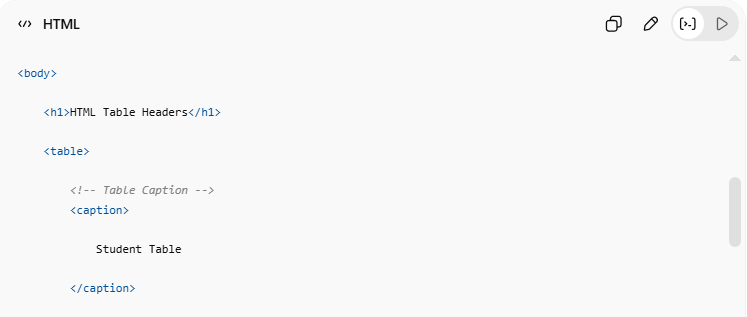 HTML
<body>
<h1>HTML Table Headers</h1>
<table>
<!-- Table Caption -->
<caption>
Student Table
</caption>